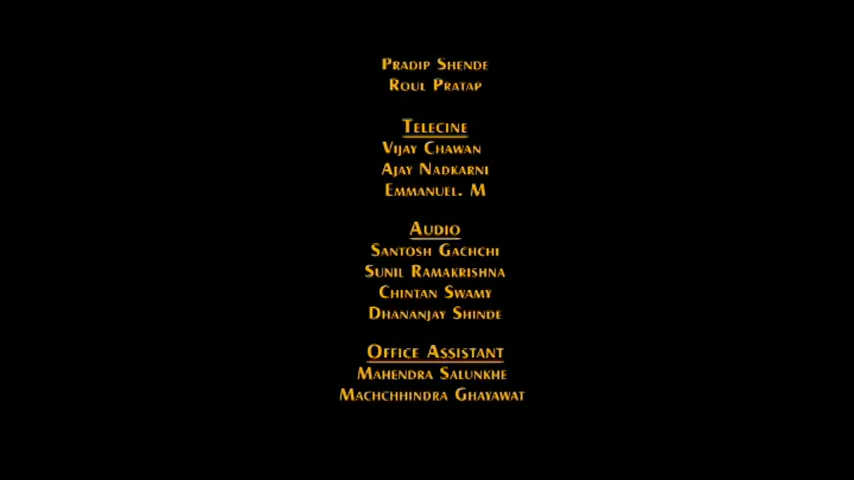 Pradip Shende
Roul Pratap
Telecine
Vijay Chawan
Ajay Nadkarni
Emmanuel. M
Audio
Santosh Gachchi
Sunil Ramakrishna
Chintan Swamy
Dhananjay Shinde
Office Assistant
Mahendra Salunkhe
Machchhindra Ghayawat